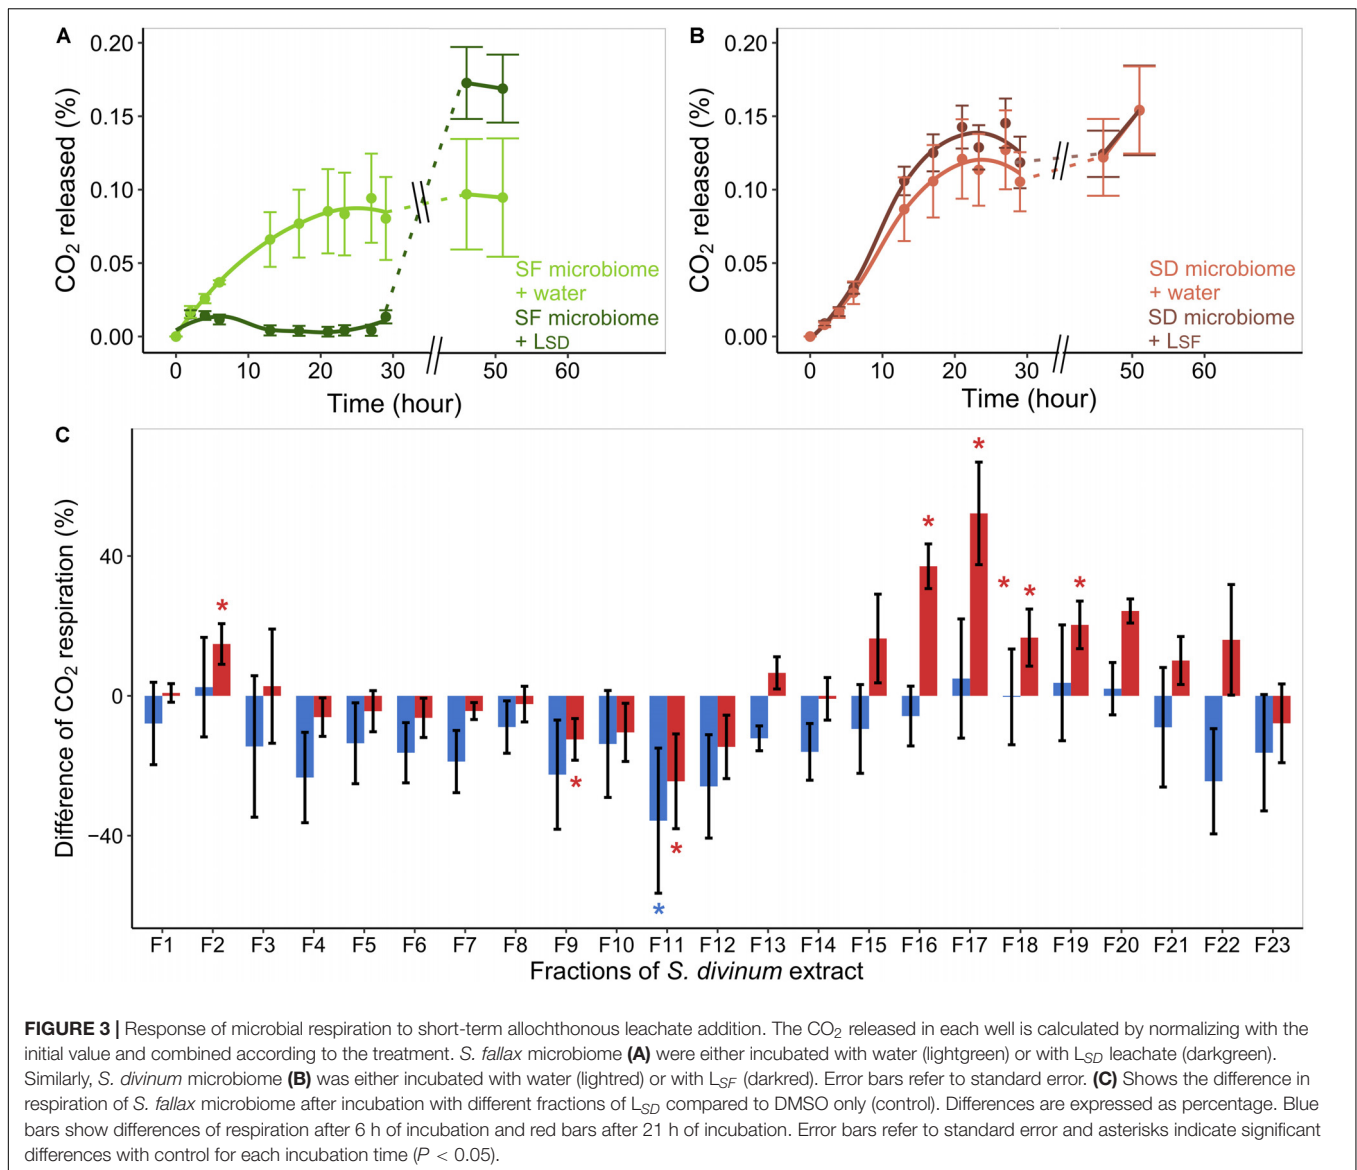 A
B
0.20
0.15
0.10
0.05
0.00
CO2 released (%)
SF microbiome
+ water
SF microbiome
+ LSD
0 10 20 30 50 60
Time (hour)
0.20
0.15
0.10
0.05
0.00
CO2 released (%)
SD microbiome
+ water
SD microbiome
+ LSF
0 10 20 30 50 60
Time (hour)
C
Différence of CO2 respiration (%)
40
0
−40
* * * * * * * * * *
F1 F2 F3 F4 F5 F6 F7 F8 F9 F10 F11 F12 F13 F14 F15 F16 F17 F18 F19 F20 F21 F22 F23
Fractions of S. divinum extract
FIGURE 3 | Response of microbial respiration to short-term allochthonous leachate addition. The CO2 released in each well is calculated by normalizing with the
initial value and combined according to the treatment. S. fallax microbiome (A) were either incubated with water (lightgreen) or with LSD leachate (darkgreen).
Similarly, S. divinum microbiome (B) was either incubated with water (lightred) or with LSF (darkred). Error bars refer to standard error. (C) Shows the difference in
respiration of S. fallax microbiome after incubation with different fractions of LSD compared to DMSO only (control). Differences are expressed as percentage. Blue
bars show differences of respiration after 6 h of incubation and red bars after 21 h of incubation. Error bars refer to standard error and asterisks indicate significant
differences with control for each incubation time (P < 0.05).